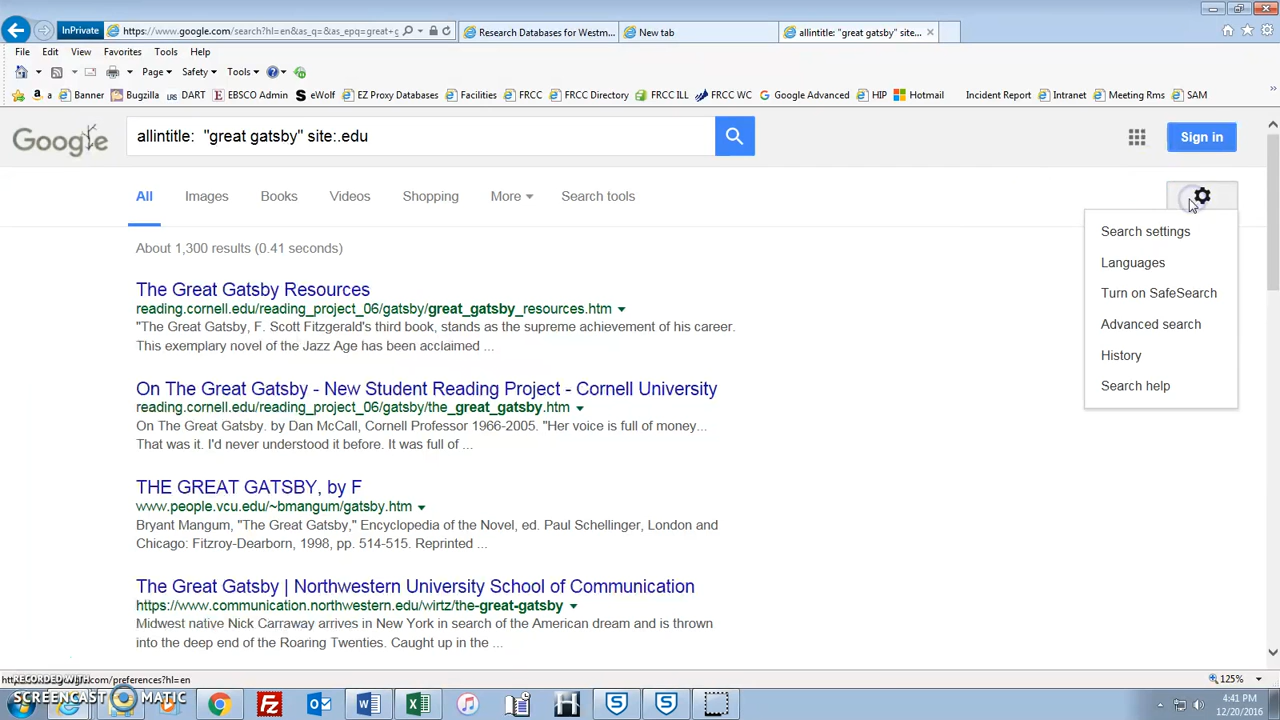 InPrivate https://www.google.com/search?hl=en&as_q=&as_epq=great+g Research Databases for Westm... New tab allintitle: "great gatsby" site...
File Edit View Favorites Tools Help
Page Safety Tools
a Banner Bugzilla LRS DART EBSCO Admin S eWolf EZ Proxy Databases Facilities FRCC FRCC Directory FRCC ILL FRCC WC Google Advanced HIP Hotmail Incident Report Intranet Meeting Rms SAM
Google allintitle: "great gatsby" site:.edu Sign in
All Images Books Videos Shopping More Search tools
Search settings
Languages
Turn on SafeSearch
Advanced search
History
Search help
About 1,300 results (0.41 seconds)
The Great Gatsby Resources
reading.cornell.edu/reading_project_06/gatsby/great_gatsby_resources.htm
"The Great Gatsby, F. Scott Fitzgerald's third book, stands as the supreme achievement of his career.
This exemplary novel of the Jazz Age has been acclaimed ...
On The Great Gatsby - New Student Reading Project - Cornell University
reading.cornell.edu/reading_project_06/gatsby/the_great_gatsby.htm
On The Great Gatsby. by Dan McCall, Cornell Professor 1966-2005. "Her voice is full of money...
That was it. I'd never understood it before. It was full of ...
THE GREAT GATSBY, by F
www.people.vcu.edu/~bmangum/gatsby.htm
Bryant Mangum, "The Great Gatsby," Encyclopedia of the Novel, ed. Paul Schellinger, London and
Chicago: Fitzroy-Dearborn, 1998, pp. 514-515. Reprinted ...
The Great Gatsby | Northwestern University School of Communication
https://www.communication.northwestern.edu/wirtz/the-great-gatsby
Midwest native Nick Carraway arrives in New York in search of the American dream and is thrown
into the deep end of the Roaring Twenties. Caught up in the ...
.com/preferences?hl=en 125%
RECORDED WITH
SCREENCAST MATIC
4:41 PM
12/20/2016